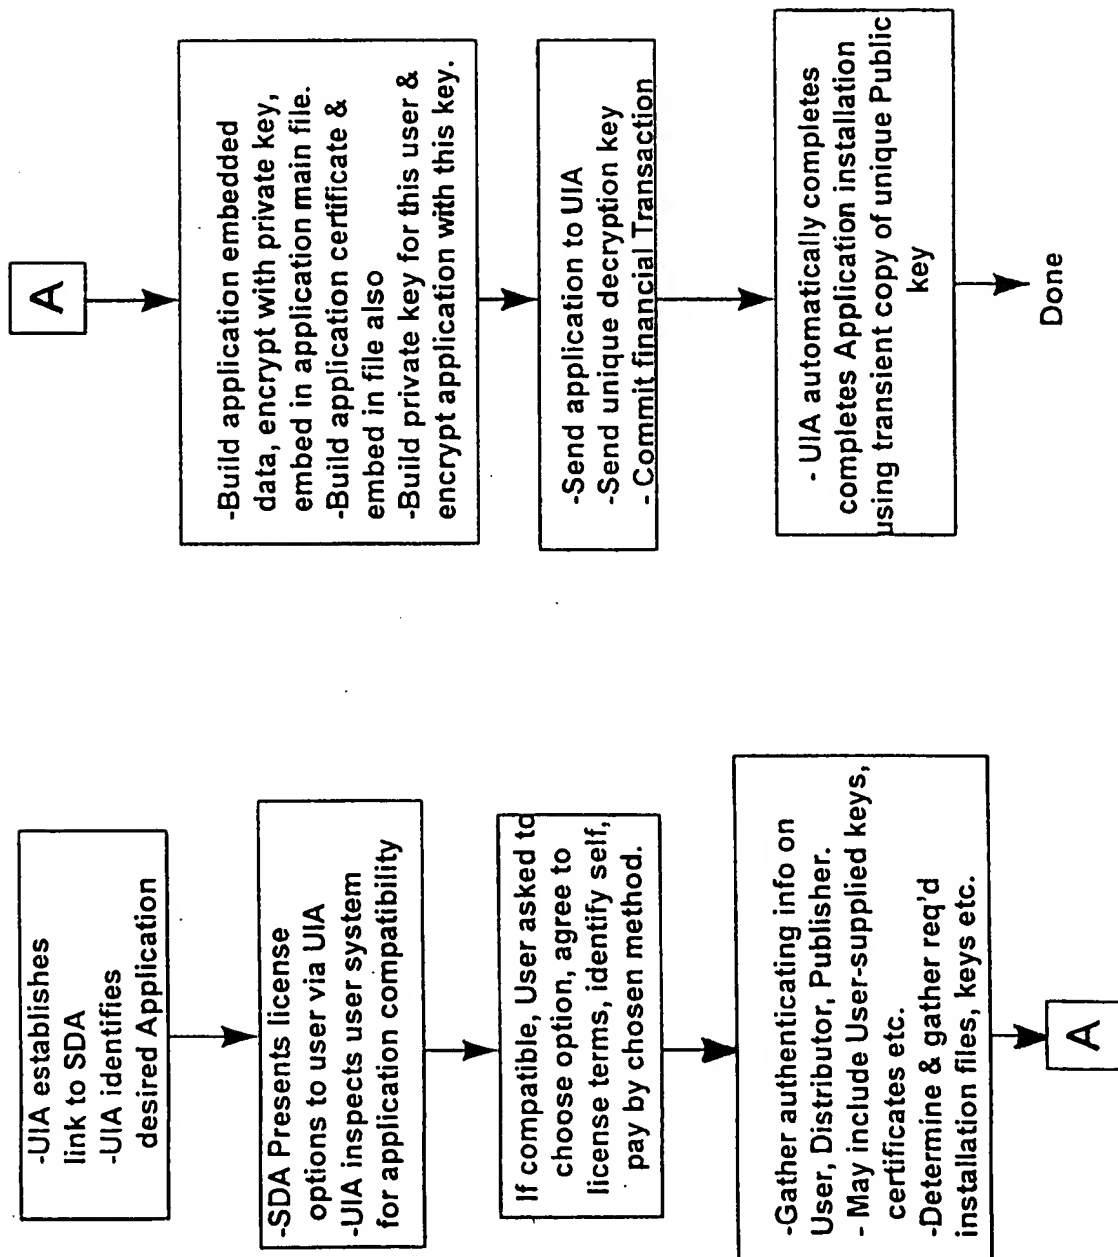 -UIA establishes
link to SDA
-UIA identifies
desired Application
-SDA Presents license
options to user via UIA
-UIA inspects user system
for application compatibility
If compatible, User asked to
choose option, agree to
license terms, identify self,
pay by chosen method.
-Gather authenticating info on
User, Distributor, Publisher.
- May include User-supplied keys,
certificates etc.
-Determine & gather req'd
installation files, keys etc.
A
A
-Build application embedded
data, encrypt with private key,
embed in application main file.
-Build application certificate &
embed in file also
-Build private key for this user &
encrypt application with this key.
-Send application to UIA
-Send unique decryption key
- Commit financial Transaction
- UIA automatically completes
completes Application installation
using transient copy of unique Public
key
Done